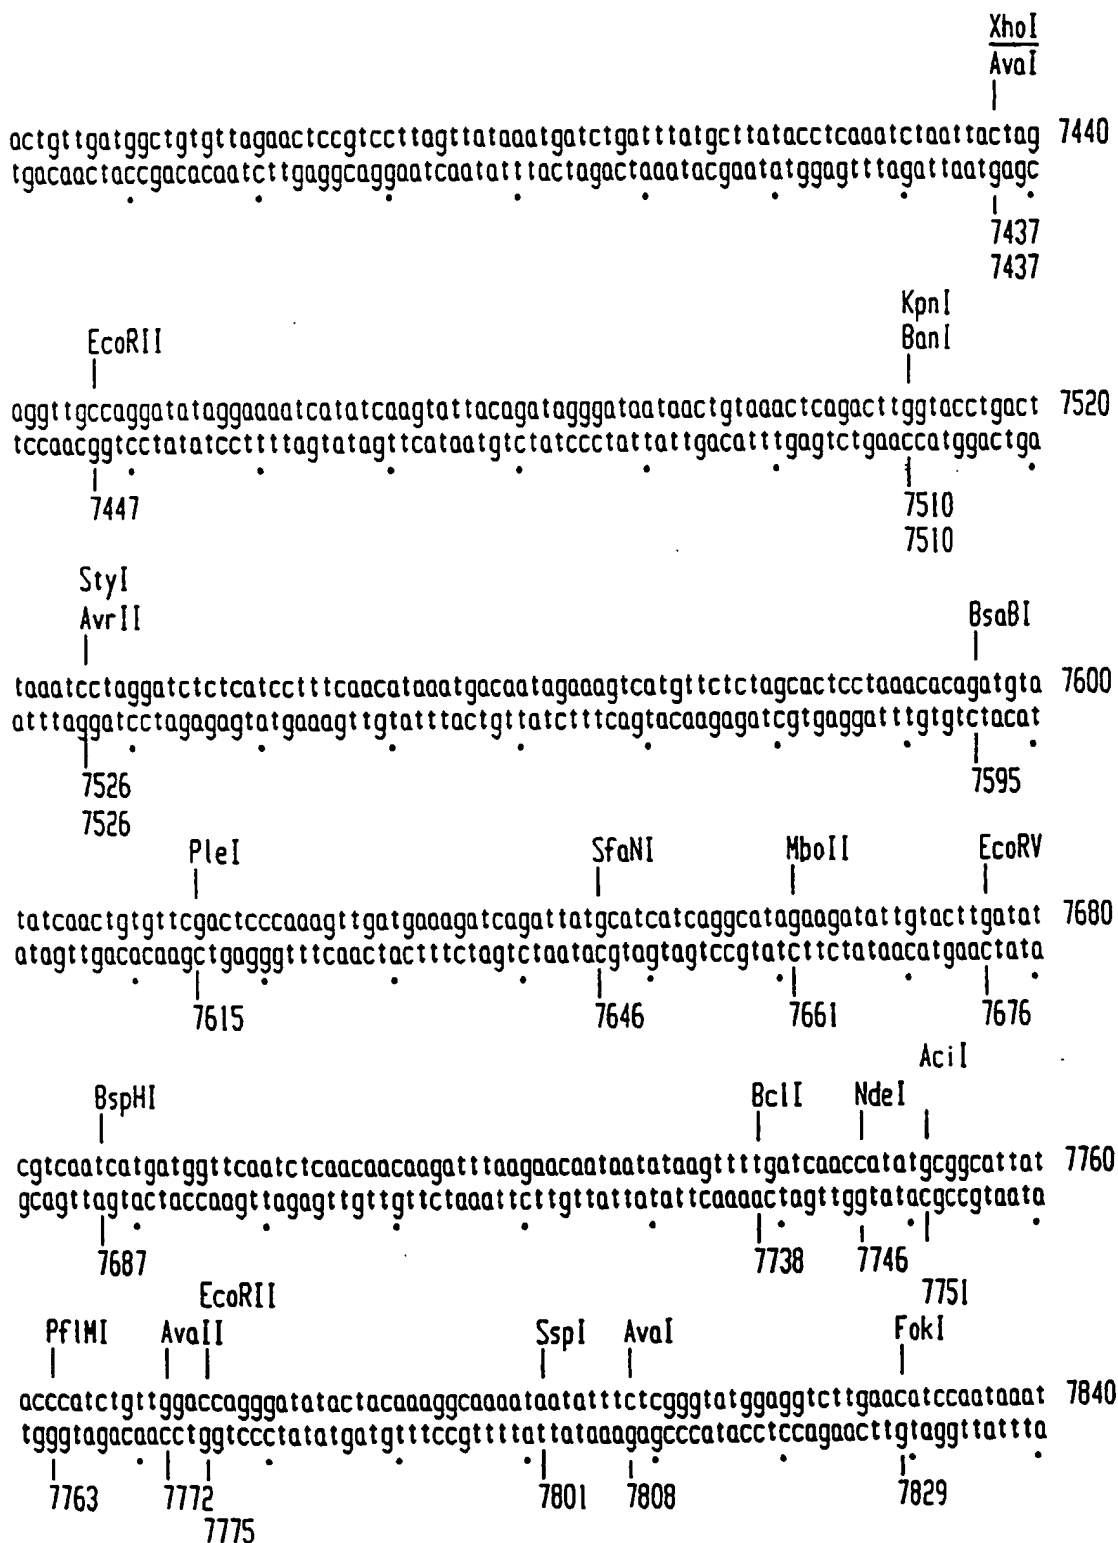 XhoI
AvaI
actgttgatggctgtgttagaactccgtccttagttataaatgatctgatttatgcttatacctcaaatctaattactag 7440
tgacaactaccgacacaatcttgaggcaggaatcaatatttactagactaaatacgaatatggagtttagattaatgagc
7437
7437
KpnI
EcoRII BanI
aggttgccaggatataggaaaatcatatcaagtattacagatagggataataactgtaaactcagacttggtacctgact 7520
tccaacggtcctatatccttttagtatagttcataatgtctatccctattattgacatttgagtctgaaccatggactga
7447 7510
7510
StyI
AvrII BsaBI
taaatcctaggatctctcatcctttcaacataaatgacaatagaaagtcatgttctctagcactcctaaacacagatgta 7600
atttaggatcctagagagtatgaaagttgtatttactgttatctttcagtacaagagatcgtgaggatttgtgtctacat
7526 7595
7526
PleI SfaNI MboII EcoRV
tatcaactgtgttcgactcccaaagttgatgaaagatcagattatgcatcatcaggcatagaagatattgtacttgatat 7680
atagttgacacaagctgagggtttcaactactttctagtctaatacgtagtagtccgtatcttctataacatgaactata
7615 7646 7661 7676
AciI
BspHI BclI NdeI
cgtcaatcatgatggttcaatctcaacaacaagatttaagaacaataatataagttttgatcaaccatatgcggcattat 7760
gcagttagtactaccaagttagagttgttgttctaaattcttgttattatattcaaaactagttggtatacgccgtaata
7687 7738 7746
7751
EcoRII
PflMI AvaII SspI AvaI FokI
acccatctgttggaccagggatatactacaaaggcaaaataatatttctcgggtatggaggtcttgaacatccaataaat 7840
tgggtagacaacctggtccctatatgatgtttccgttttattataaagagcccatacctccagaacttgtaggttattta
7763 7772 7801 7808 7829
7775